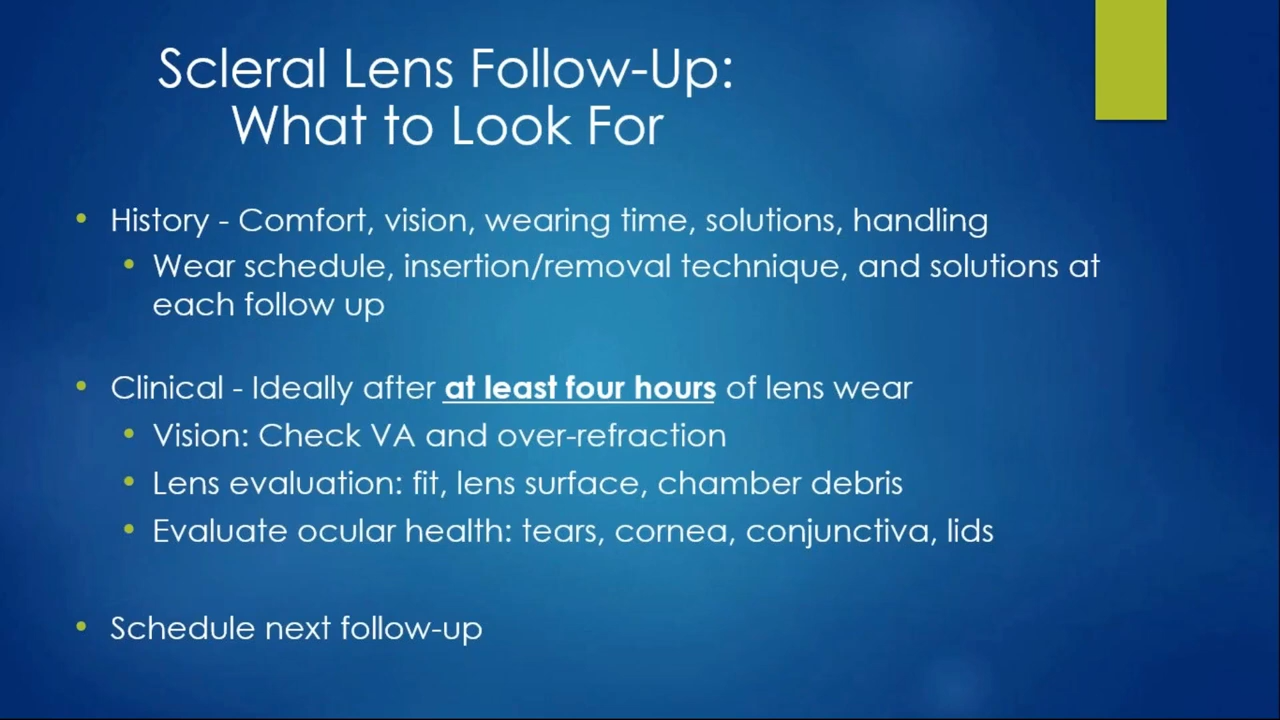 Scleral Lens Follow-Up:
What to Look For
• History - Comfort, vision, wearing time, solutions, handling
• Wear schedule, insertion/removal technique, and solutions at
each follow up
• Clinical - Ideally after at least four hours of lens wear
• Vision: Check VA and over-refraction
• Lens evaluation: fit, lens surface, chamber debris
• Evaluate ocular health: tears, cornea, conjunctiva, lids
• Schedule next follow-up